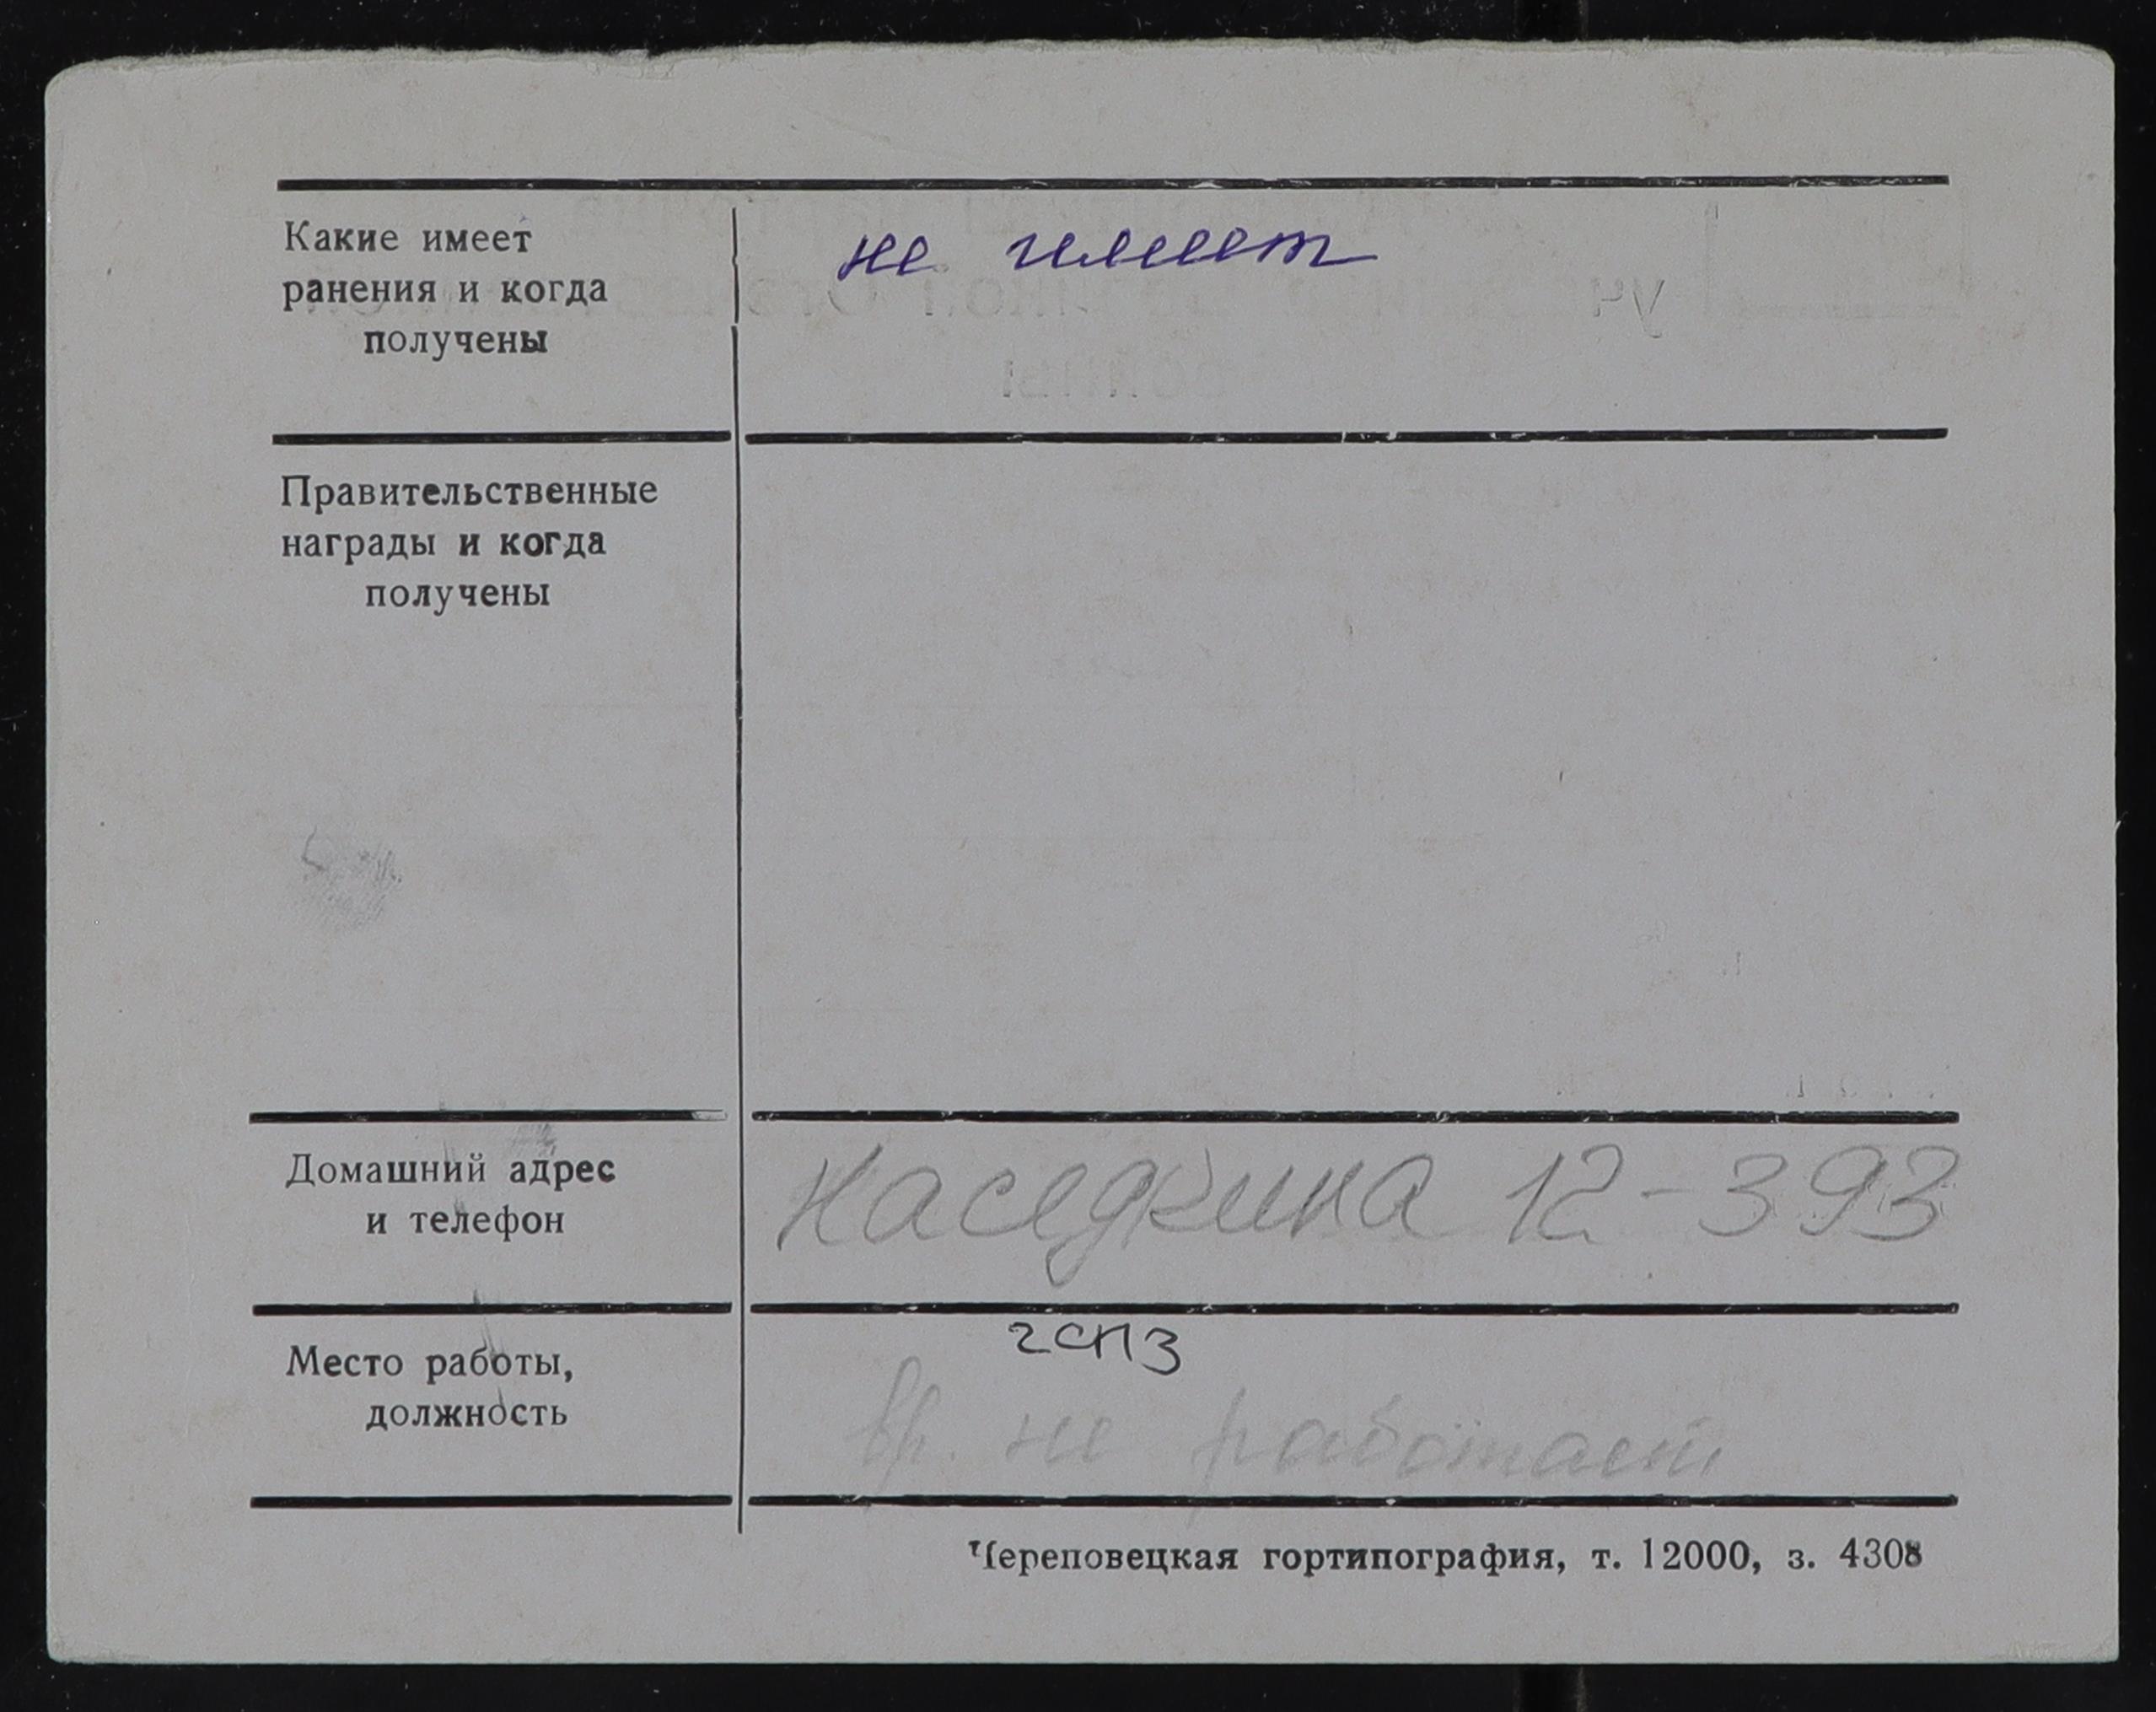 Какие имеет
ранения и когда
получены
не имеет
Правительственные
награды и когда
получены
Домашний адрес
и телефон
Наседкина 12-393
Место работы,
должность
гспз
вр. не работает
Череповецкая гортипография, т. 12000, з. 4308